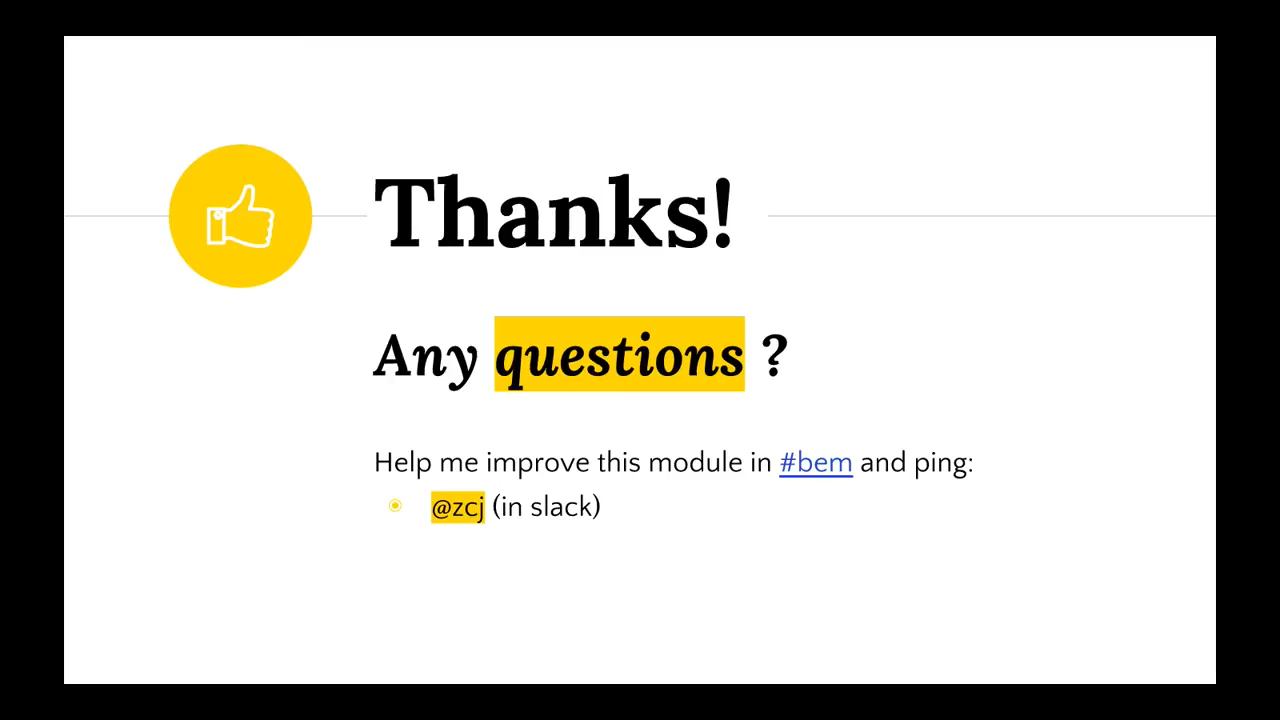 Thanks!
Any questions ?
Help me improve this module in #bem and ping:
@zcj (in slack)